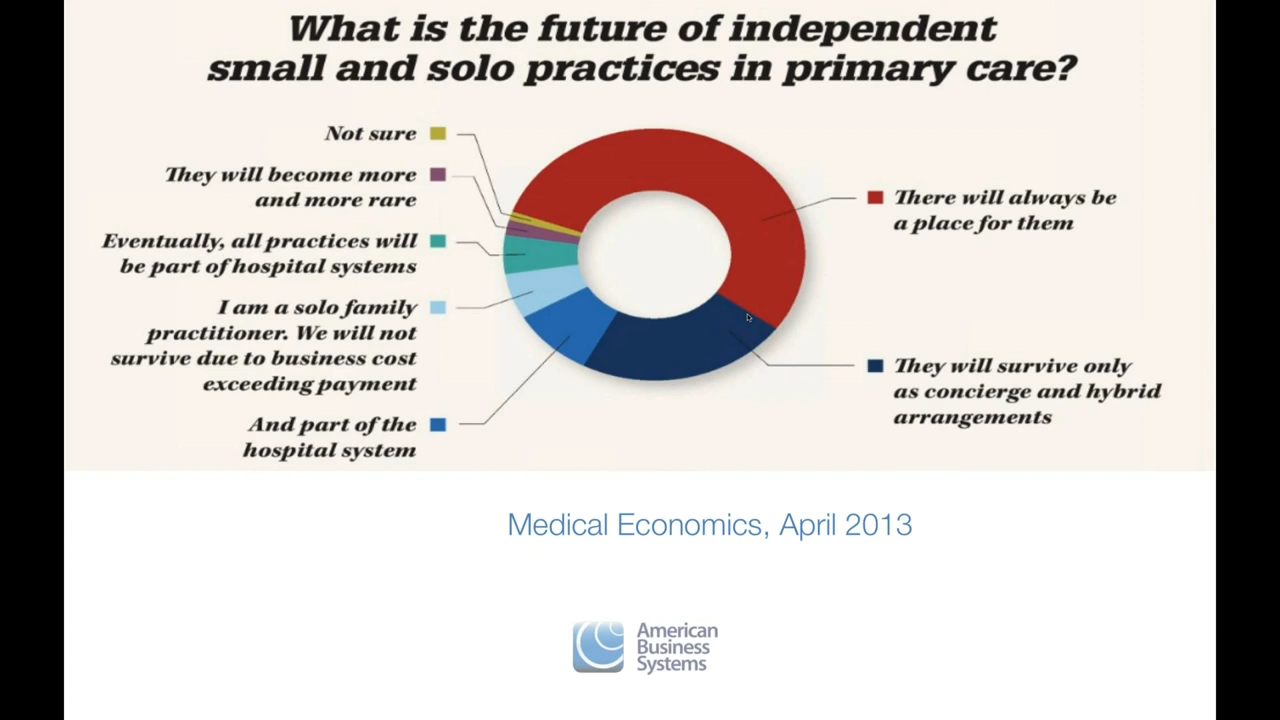 What is the future of independent
small and solo practices in primary care?
Not sure
They will become more
and more rare
Eventually, all practices will
be part of hospital systems
I am a solo family
practitioner. We will not
survive due to business cost
exceeding payment
And part of the
hospital system
There will always be
a place for them
They will survive only
as concierge and hybrid
arrangements
Medical Economics, April 2013
American
Business
Systems